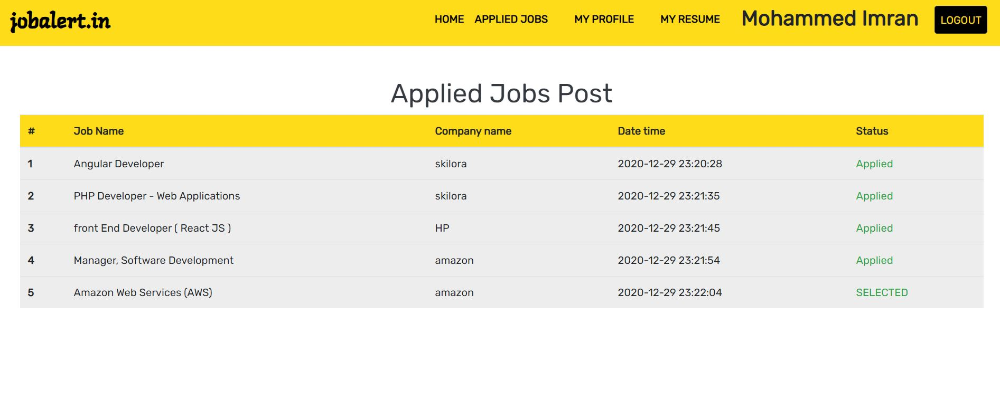 jobalert.in HOME APPLIED JOBS MY PROFILE MY RESUME Mohammed Imran LOGOUT
Applied Jobs Post
# Job Name Company name Date time Status
1 Angular Developer skilora 2020-12-29 23:20:28 Applied
2 PHP Developer - Web Applications skilora 2020-12-29 23:21:35 Applied
3 front End Developer ( React JS ) HP 2020-12-29 23:21:45 Applied
4 Manager, Software Development amazon 2020-12-29 23:21:54 Applied
5 Amazon Web Services (AWS) amazon 2020-12-29 23:22:04 SELECTED